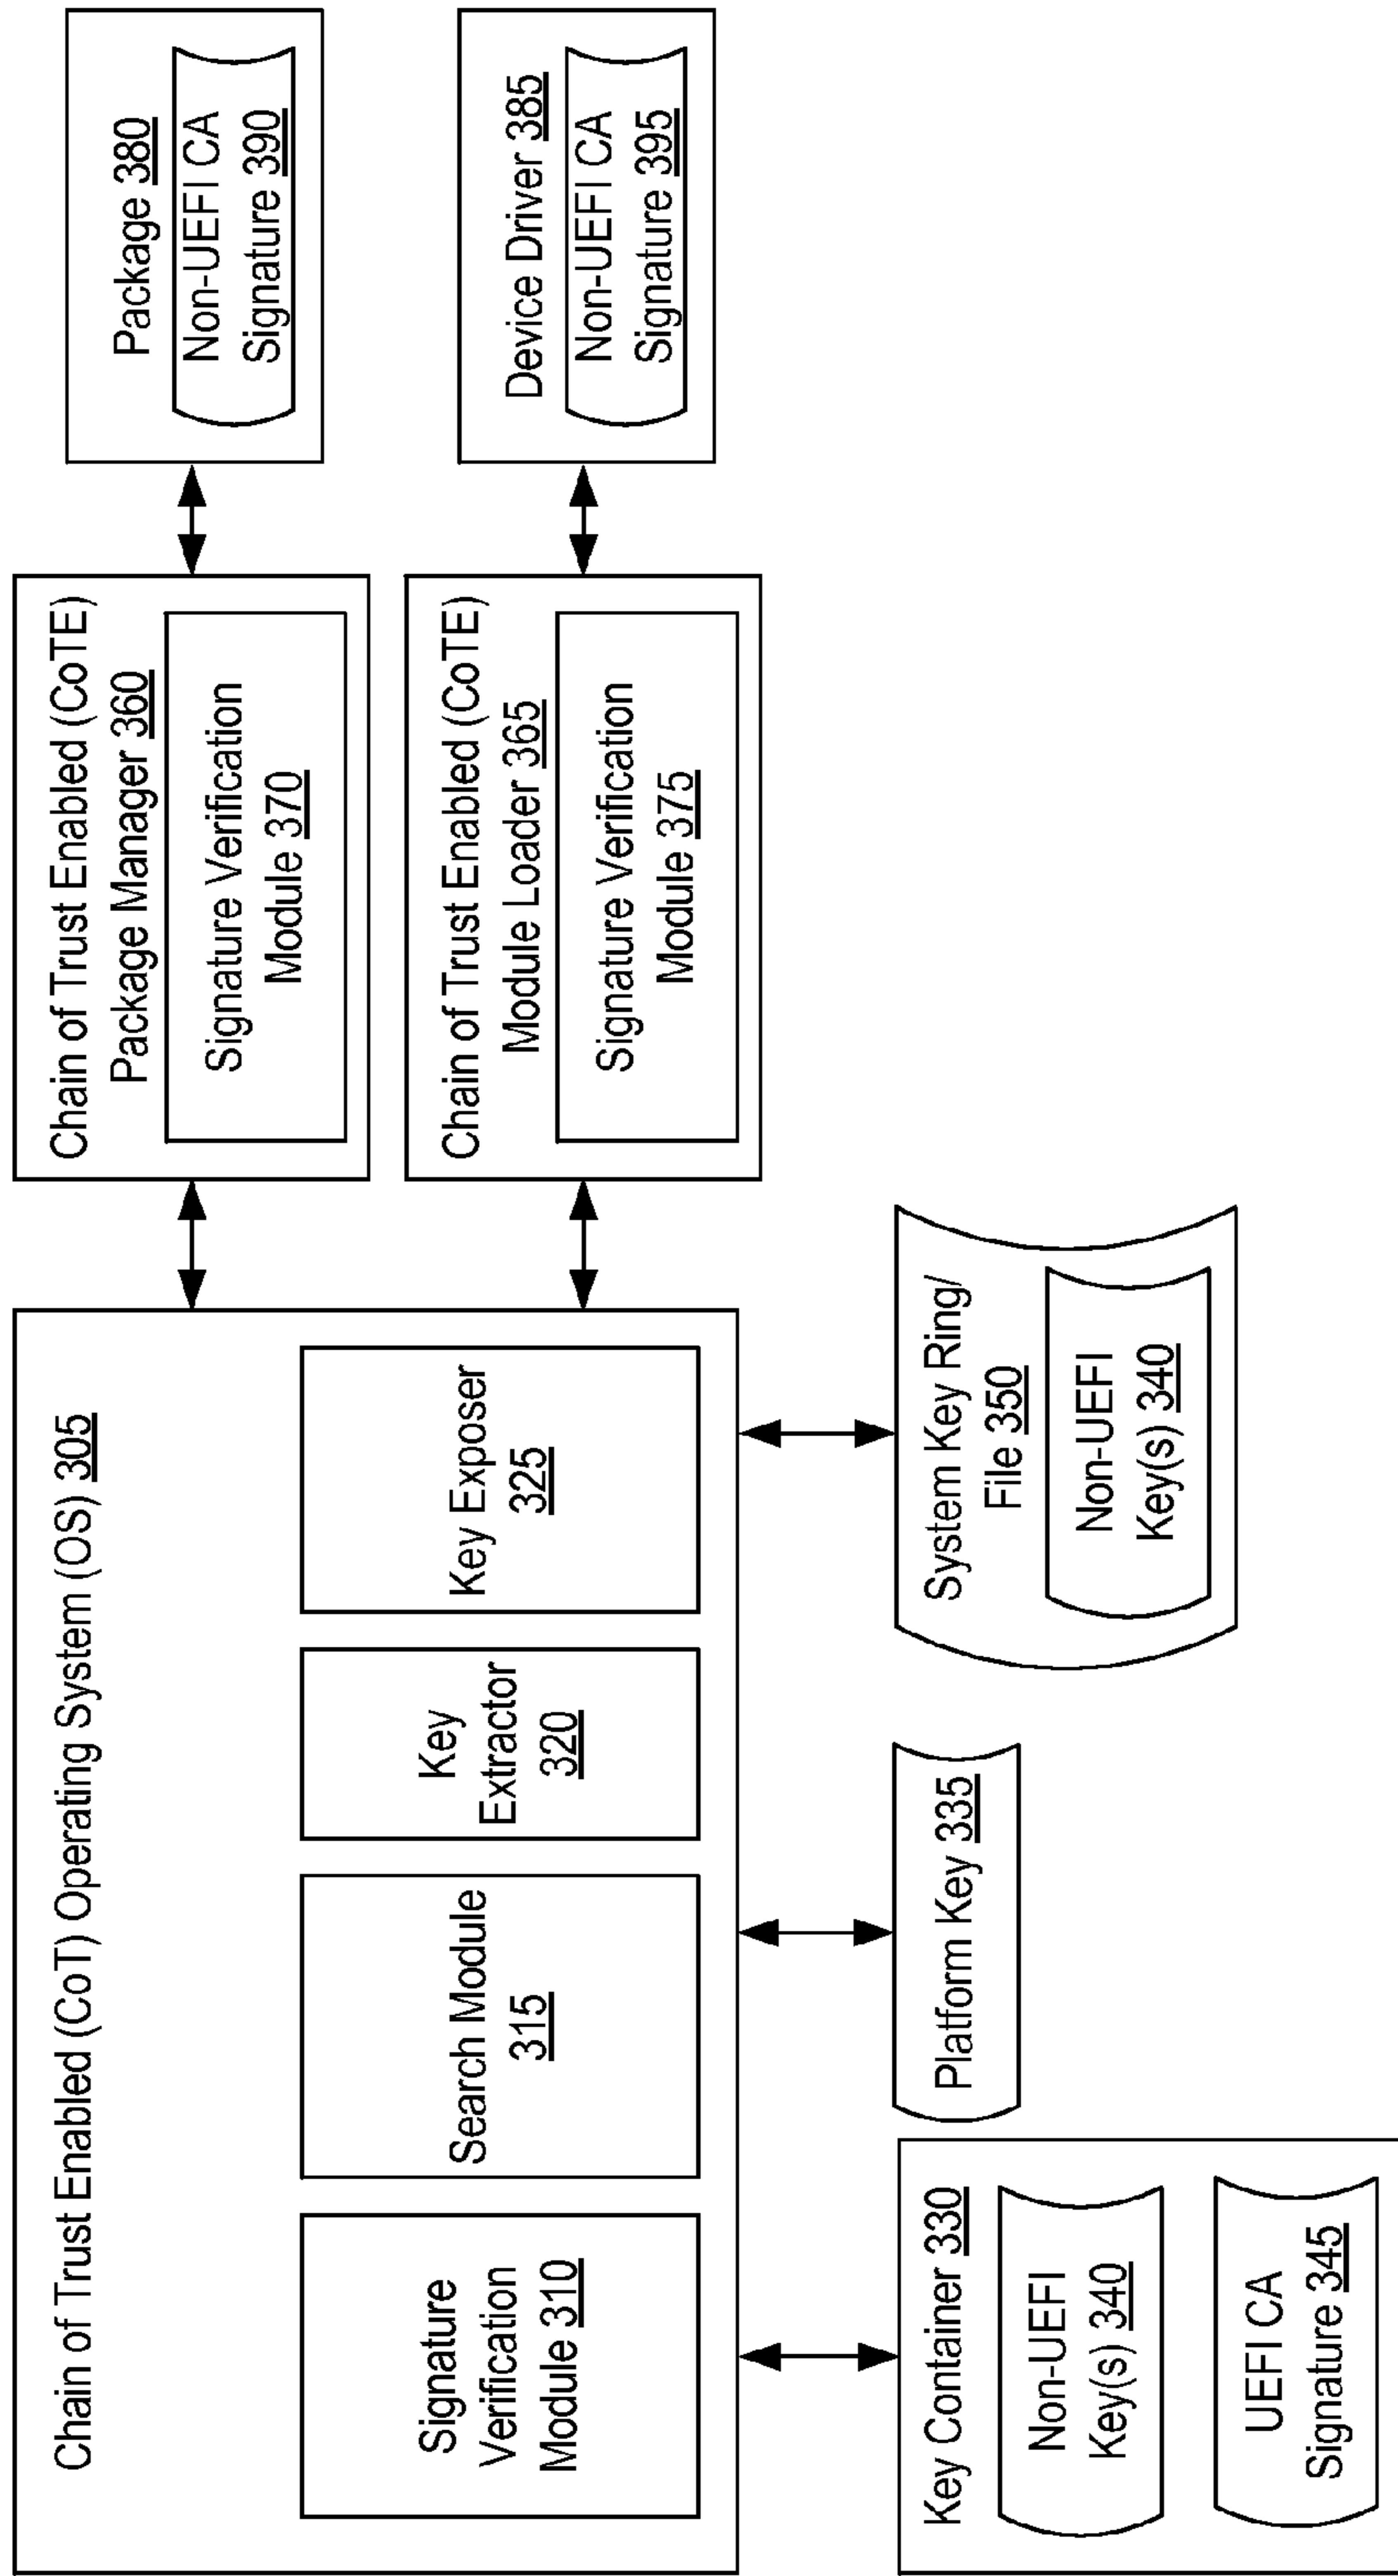 Chain of Trust Enabled (CoT) Operating System (OS) 305
Signature
Verification
Module 310
Search Module
315
Key
Extractor
320
Key Exposer
325
Key Container 330
Non-UEFI
Key(s) 340
UEFI CA
Signature 345
Platform Key 335
System Key Ring/
File 350
Non-UEFI
Key(s) 340
Chain of Trust Enabled (CoTE)
Package Manager 360
Signature Verification
Module 370
Chain of Trust Enabled (CoTE)
Module Loader 365
Signature Verification
Module 375
Package 380
Non-UEFI CA
Signature 390
Device Driver 385
Non-UEFI CA
Signature 395